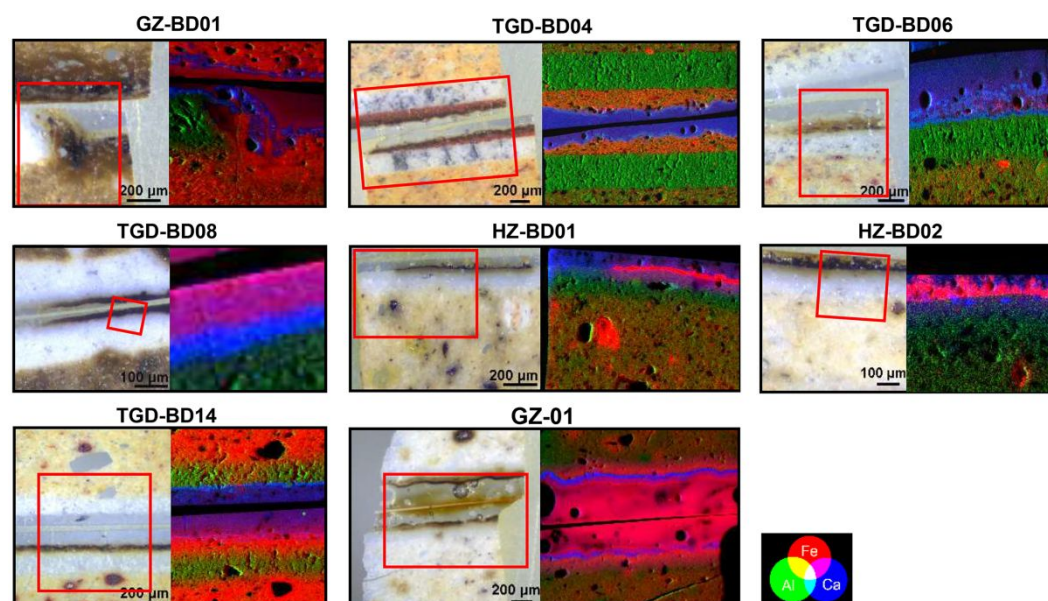 GZ-BD01
TGD-BD04
TGD-BD06
200 µm
200 µm
200 µm
TGD-BD08
HZ-BD01
HZ-BD02
100 µm
200 µm
100 µm
TGD-BD14
GZ-01
200 µm
200 µm
Fe
Al
Ca